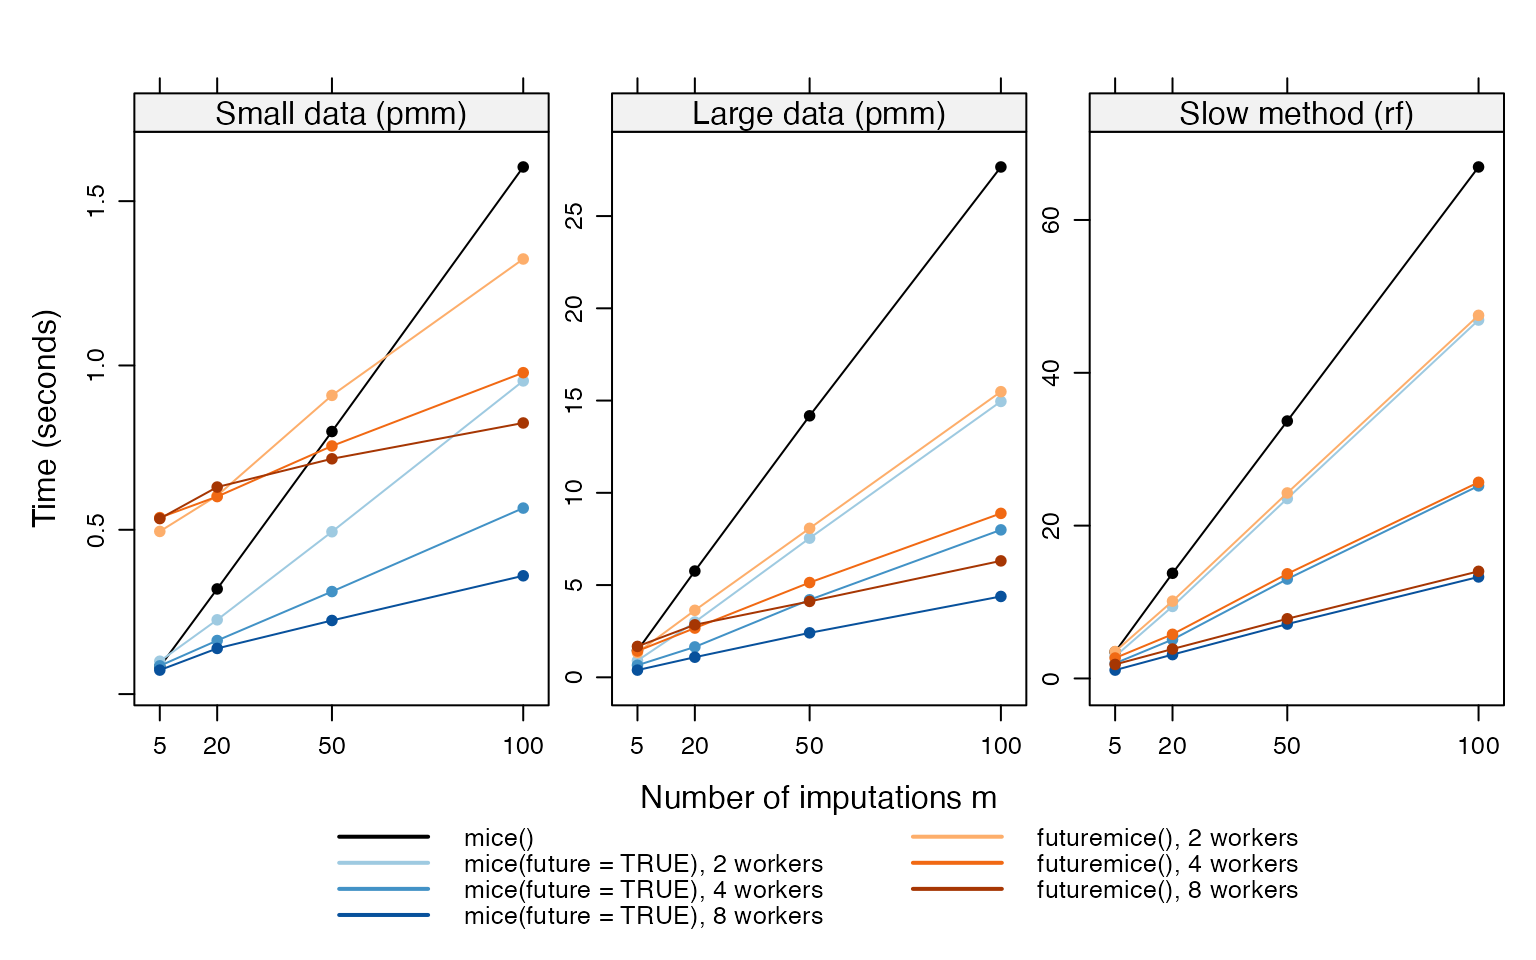 Small data (pmm)
Large data (pmm)
Slow method (rf)
Time (seconds)
1.5
1.0
0.5
25
20
15
10
5
0
60
40
20
0
5 20 50 100
5 20 50 100
5 20 50 100
Number of imputations m
mice()
mice(future = TRUE), 2 workers
mice(future = TRUE), 4 workers
mice(future = TRUE), 8 workers
futuremice(), 2 workers
futuremice(), 4 workers
futuremice(), 8 workers